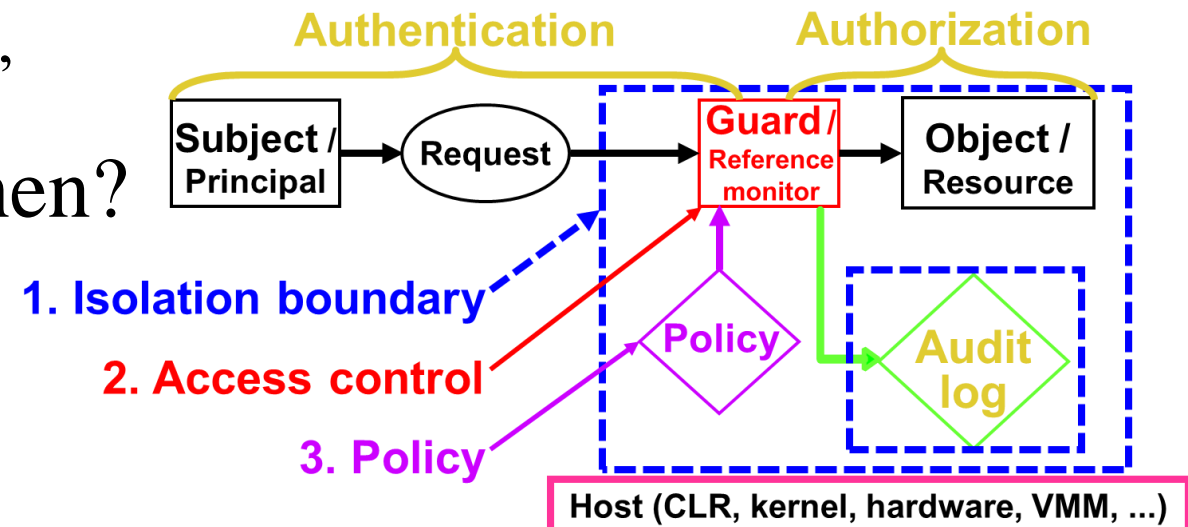 Authentication
Authorization
,
Subject /
Principal
Request
Guard /
Reference
monitor
Object /
Resource
hen?
1. Isolation boundary
2. Access control
3. Policy
Policy
Audit
log
Host (CLR, kernel, hardware, VMM, ...)